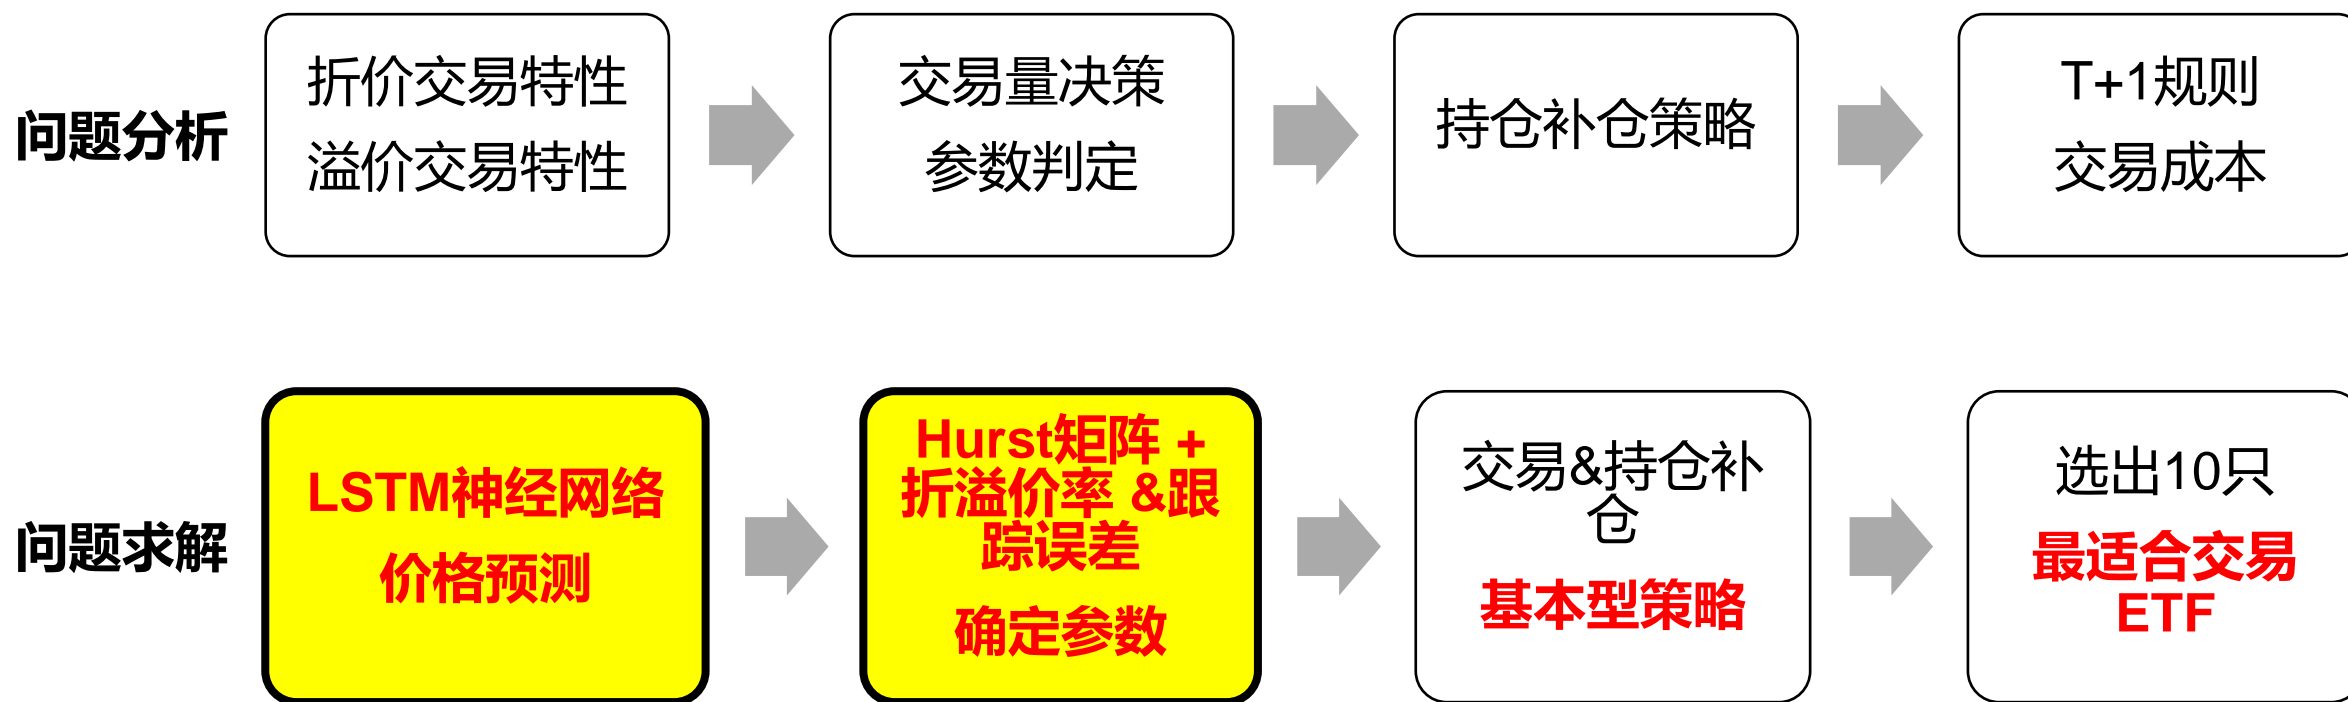 问题分析
折价交易特性
溢价交易特性
交易量决策
参数判定
持仓补仓策略
T+1规则
交易成本
问题求解
LSTM神经网络
价格预测
Hurst矩阵 +
折溢价率 &跟
踪误差
确定参数
交易&持仓补
仓
基本型策略
选出10只
最适合交易
ETF